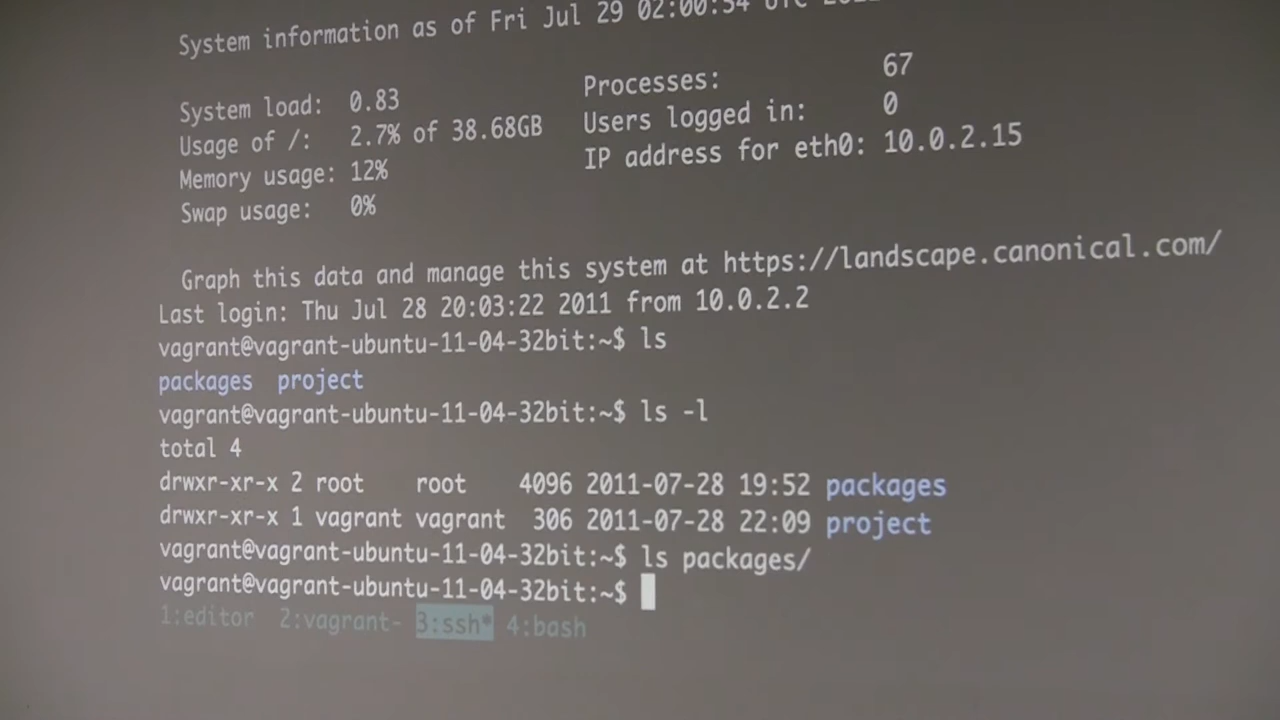 System information as of Fri Jul 29 02:00:54 UTC
System load: 0.83 Processes: 67
Usage of /: 2.7% of 38.68GB Users logged in: 0
Memory usage: 12% IP address for eth0: 10.0.2.15
Swap usage: 0%
Graph this data and manage this system at https://landscape.canonical.com/
Last login: Thu Jul 28 20:03:22 2011 from 10.0.2.2
vagrant@vagrant-ubuntu-11-04-32bit:~$ ls
packages project
vagrant@vagrant-ubuntu-11-04-32bit:~$ ls -l
total 4
drwxr-xr-x 2 root root 4096 2011-07-28 19:52 packages
drwxr-xr-x 1 vagrant vagrant 306 2011-07-28 22:09 project
vagrant@vagrant-ubuntu-11-04-32bit:~$ ls packages/
vagrant@vagrant-ubuntu-11-04-32bit:~$
1:editor 2:vagrant- 3:ssh* 4:bash